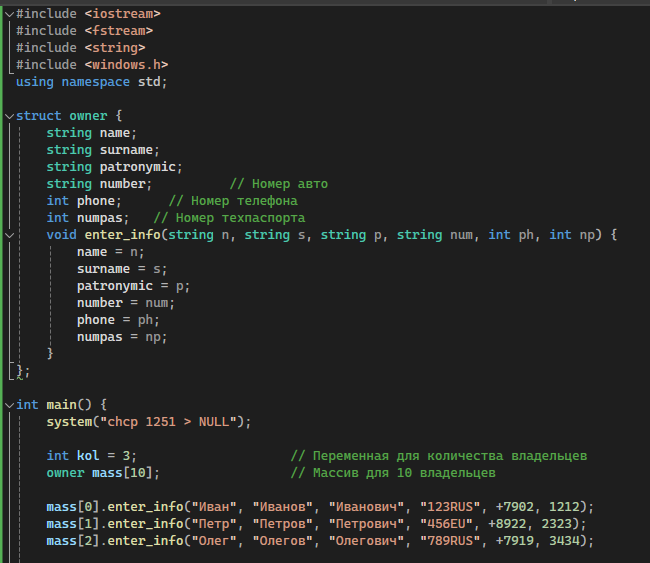 #include <iostream>
#include <fstream>
#include <string>
#include <windows.h>
using namespace std;
struct owner {
string name;
string surname;
string patronymic;
string number; // Номер авто
int phone; // Номер телефона
int numpas; // Номер техпаспорта
void enter_info(string n, string s, string p, string num, int ph, int np) {
name = n;
surname = s;
patronymic = p;
number = num;
phone = ph;
numpas = np;
}
};
int main() {
system("chcp 1251 > NULL");
int kol = 3; // Переменная для количества владельцев
owner mass[10]; // Массив для 10 владельцев
mass[0].enter_info("Иван", "Иванов", "Иванович", "123RUS", +7902, 1212);
mass[1].enter_info("Петр", "Петров", "Петрович", "456EU", +8922, 2323);
mass[2].enter_info("Олег", "Олегов", "Олегович", "789RUS", +7919, 3434);